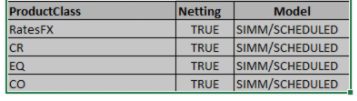 ProductClass Netting Model
RatesFX TRUE SIMM/SCHEDULED
CR TRUE SIMM/SCHEDULED
EQ TRUE SIMM/SCHEDULED
CO TRUE SIMM/SCHEDULED